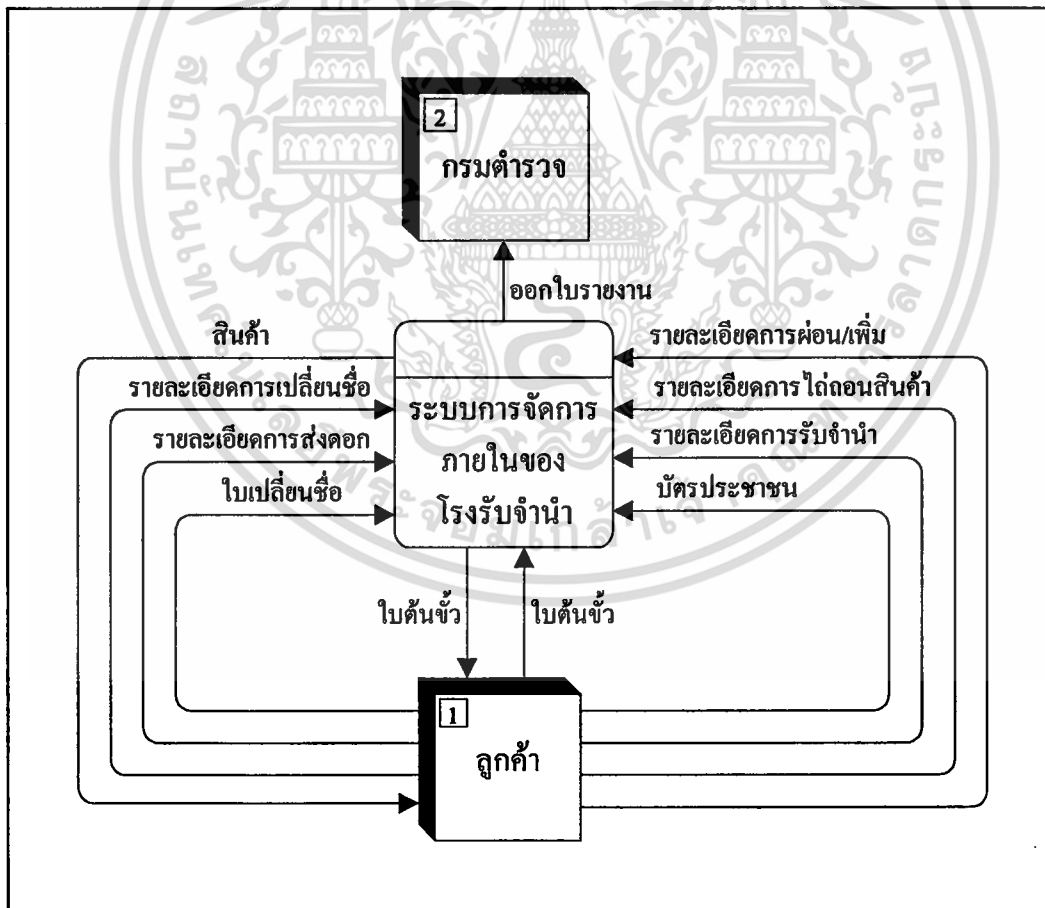 2
กรมตำรวจ
ออกใบรายงาน
สินค้า
รายละเอียดการเปลี่ยนชื่อ
รายละเอียดการส่งดอก
ใบเปลี่ยนชื่อ
ระบบการจัดการ
ภายในของ
โรงรับจำนำ
รายละเอียดการผ่อน/เพิ่ม
รายละเอียดการไถ่ถอนสินค้า
รายละเอียดการรับจำนำ
บัตรประชาชน
ใบต้นขั้ว
ใบต้นขั้ว
1
ลูกค้า